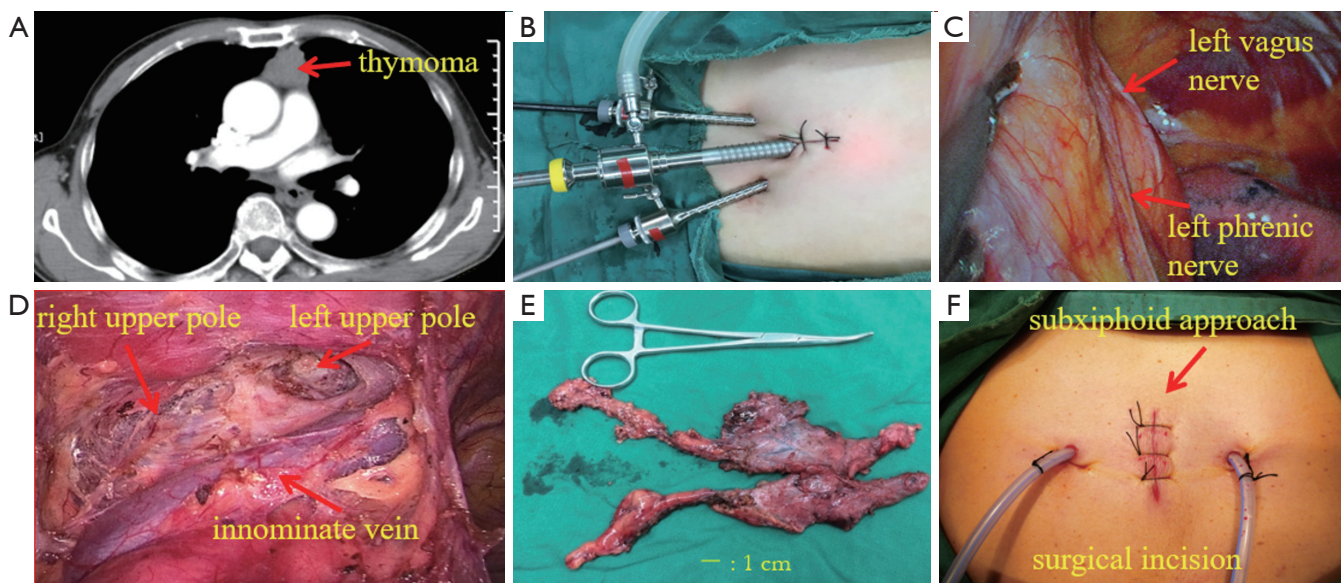 A
thymoma
B
C
left vagus
nerve
left phrenic
nerve
D
right upper pole
left upper pole
innominate vein
E
— : 1 cm
F
subxiphoid approach
surgical incision